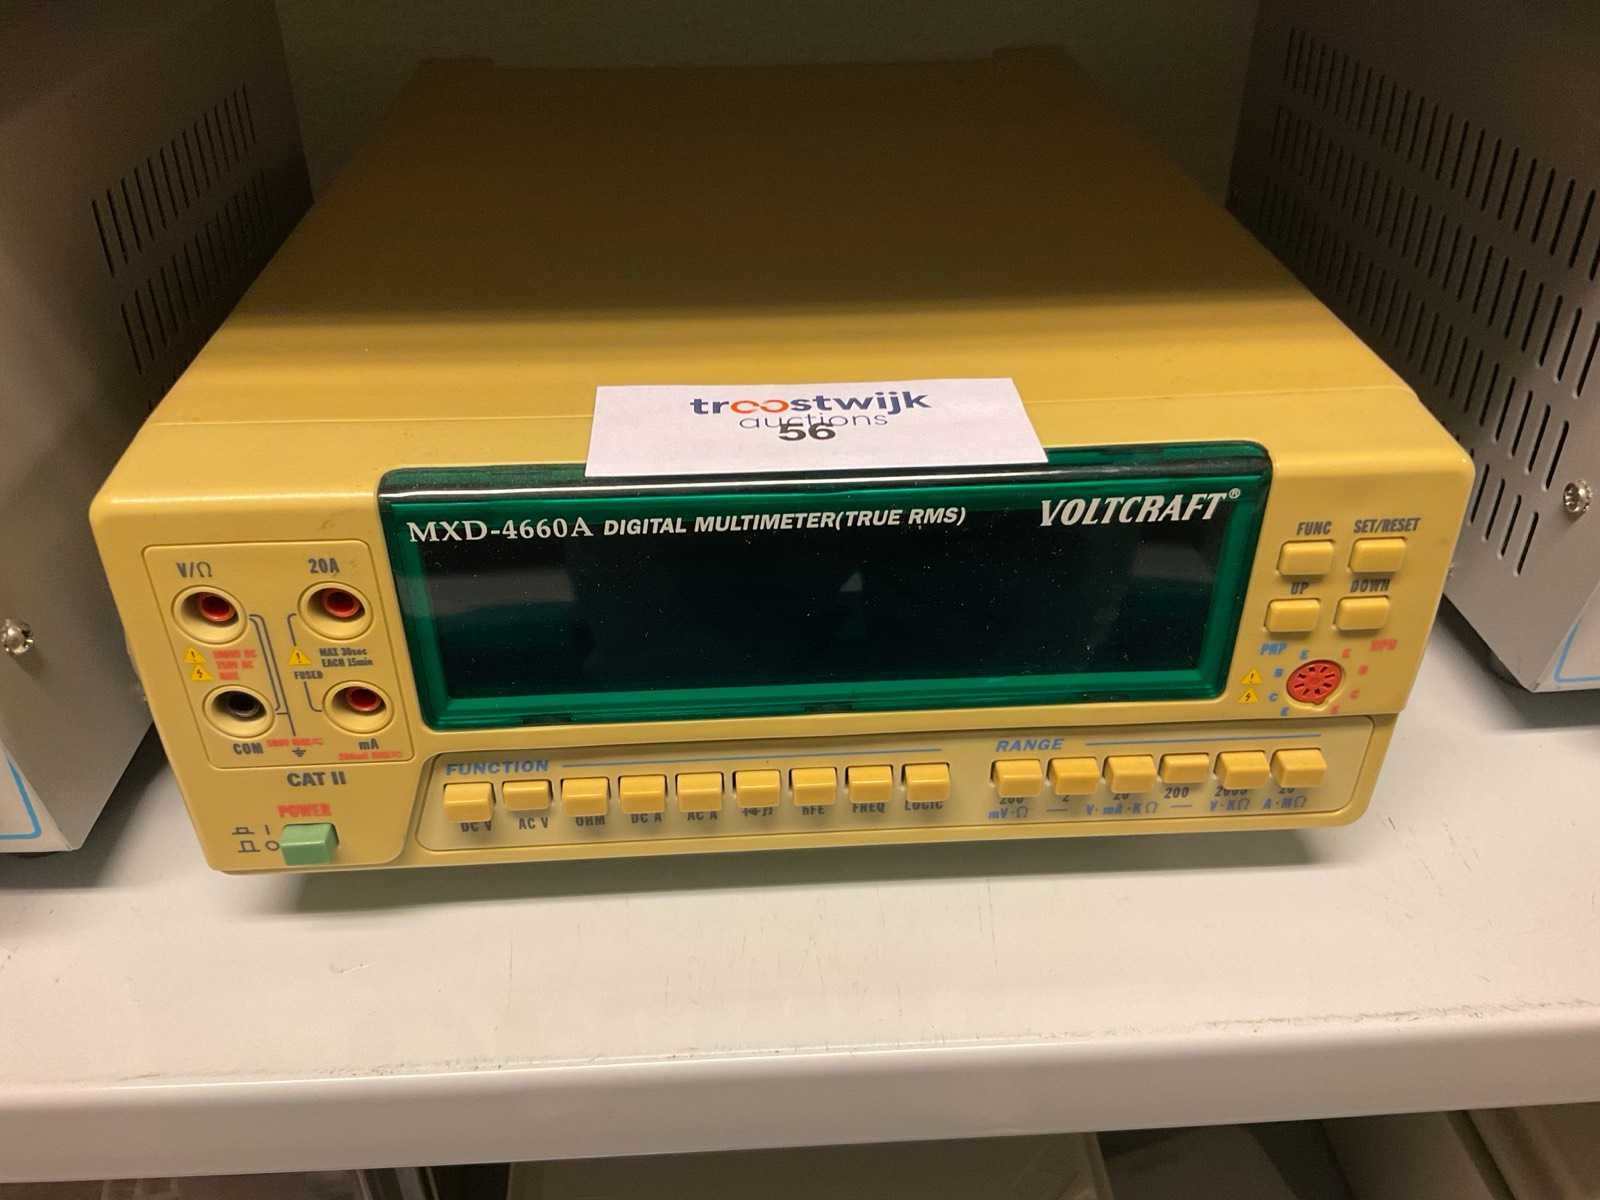 troostwijk
auctions
56
MXD-4660A DIGITAL MULTIMETER(TRUE RMS)
VOLTCRAFT®
FUNC SET/RESET
UP DOWN
PNP E E NPN
B B
C C
E E
V/Ω 20A
MAX 30sec
EACH 15min
FUSED
COM mA
CAT II
POWER
I
O
FUNCTION
DC V AC V OHM DC A AC A hFE FREQ LOGIC
RANGE
200 2 20 200 2000 20
mV·Ω V·mA·KΩ V·KΩ A·MΩ